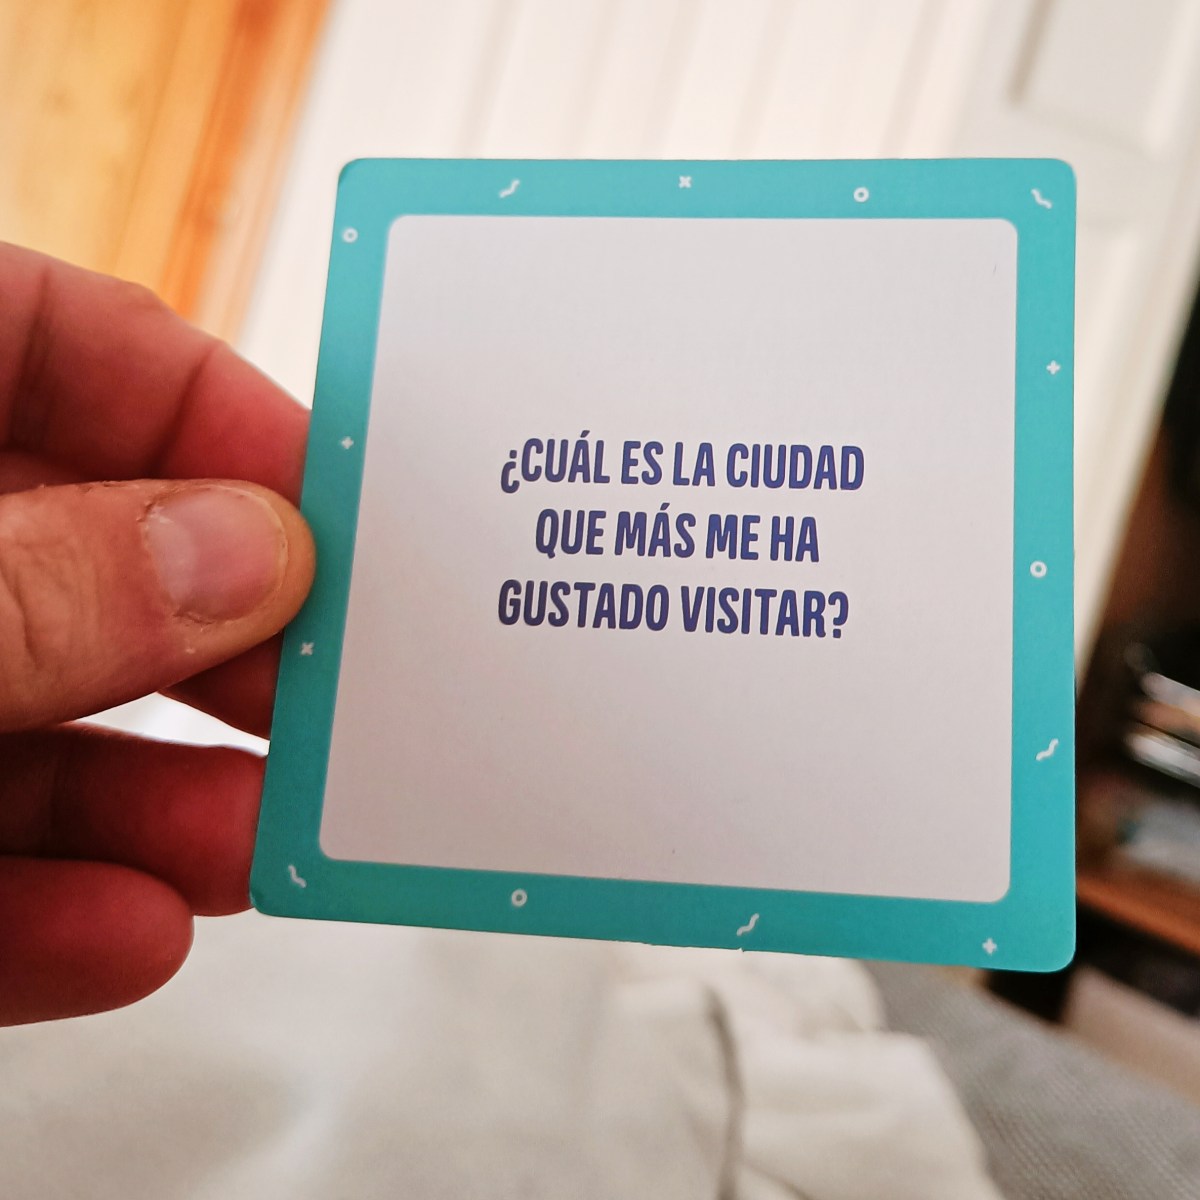 ¿CUÁL ES LA CIUDAD
QUE MÁS ME HA
GUSTADO VISITAR?